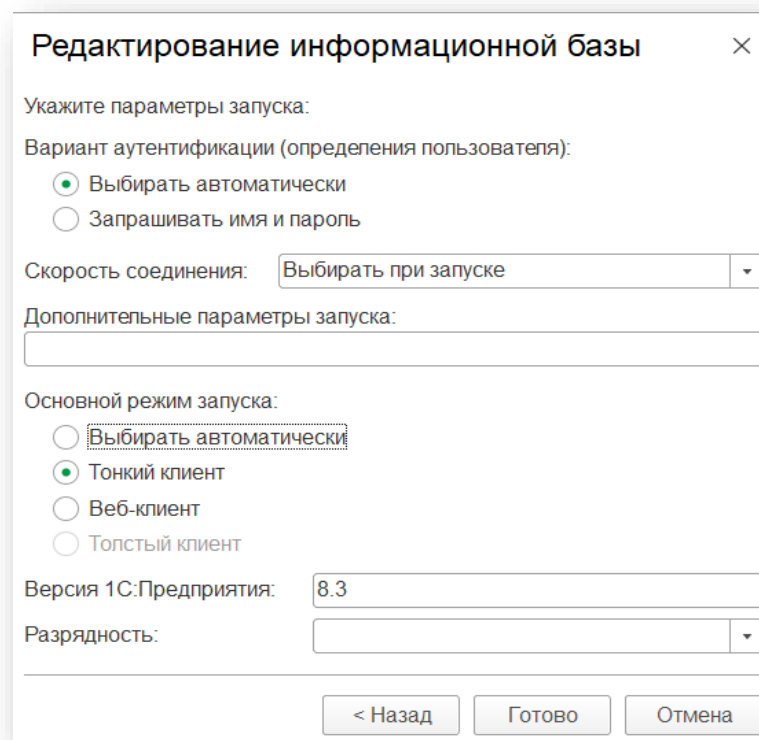 Редактирование информационной базы
Укажите параметры запуска:
Вариант аутентификации (определения пользователя):
Выбирать автоматически
Запрашивать имя и пароль
Скорость соединения: Выбирать при запуске
Дополнительные параметры запуска:
Основной режим запуска:
Выбирать автоматически
Тонкий клиент
Веб-клиент
Толстый клиент
Версия 1С:Предприятия: 8.3
Разрядность:
< Назад Готово Отмена